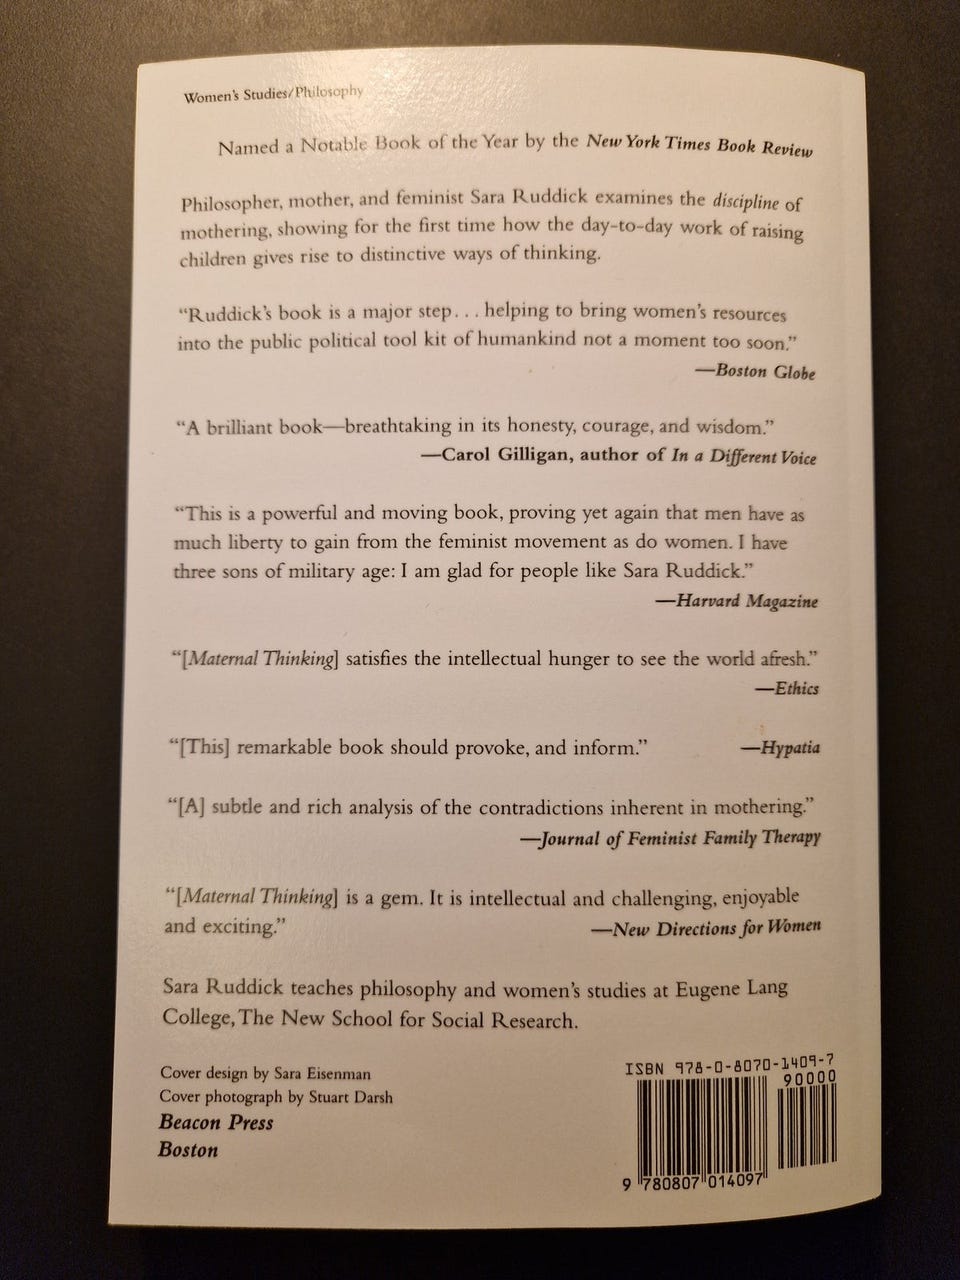 Women's Studies/Philosophy
Named a Notable Book of the Year by the New York Times Book Review
Philosopher, mother, and feminist Sara Ruddick examines the discipline of
mothering, showing for the first time how the day-to-day work of raising
children gives rise to distinctive ways of thinking.
“Ruddick's book is a major step. . . helping to bring women's resources
into the public political tool kit of humankind not a moment too soon.”
—Boston Globe
“A brilliant book—breathtaking in its honesty, courage, and wisdom.”
—Carol Gilligan, author of In a Different Voice
“This is a powerful and moving book, proving yet again that men have as
much liberty to gain from the feminist movement as do women. I have
three sons of military age: I am glad for people like Sara Ruddick.”
—Harvard Magazine
“[Maternal Thinking] satisfies the intellectual hunger to see the world afresh.”
—Ethics
“[This] remarkable book should provoke, and inform.” —Hypatia
“[A] subtle and rich analysis of the contradictions inherent in mothering.”
—Journal of Feminist Family Therapy
“[Maternal Thinking] is a gem. It is intellectual and challenging, enjoyable
and exciting.” —New Directions for Women
Sara Ruddick teaches philosophy and women's studies at Eugene Lang
College, The New School for Social Research.
Cover design by Sara Eisenman
Cover photograph by Stuart Darsh
Beacon Press
Boston
ISBN 978-0-8070-1409-7
90000
9 780807 014097